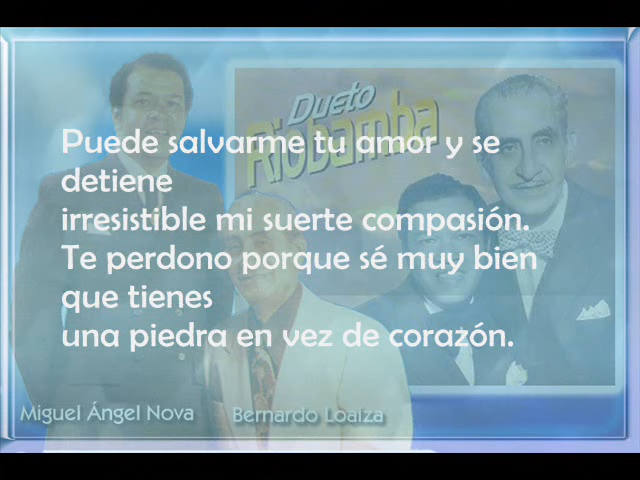 Dueto
Riobamba
Puede salvarme tu amor y se
detiene
irresistible mi suerte compasión.
Te perdono porque sé muy bien
que tienes
una piedra en vez de corazón.
Miguel Ángel Nova
Bernardo Loaiza